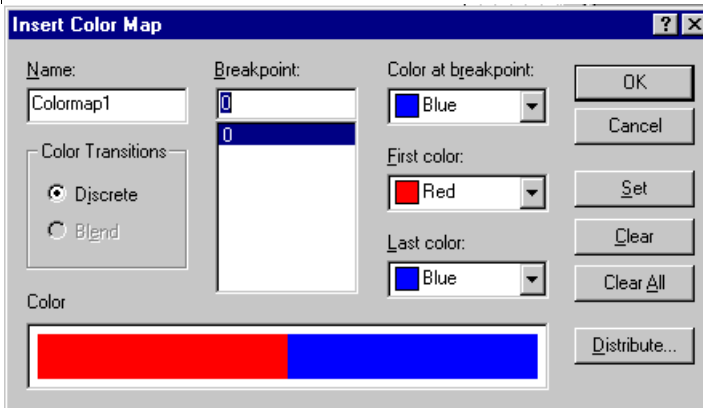 Insert Color Map
Name:
Colormap1
Breakpoint:
0
0
Color at breakpoint:
Blue
First color:
Red
Last color:
Blue
Color Transitions
Discrete
Blend
Color
OK
Cancel
Set
Clear
Clear All
Distribute...